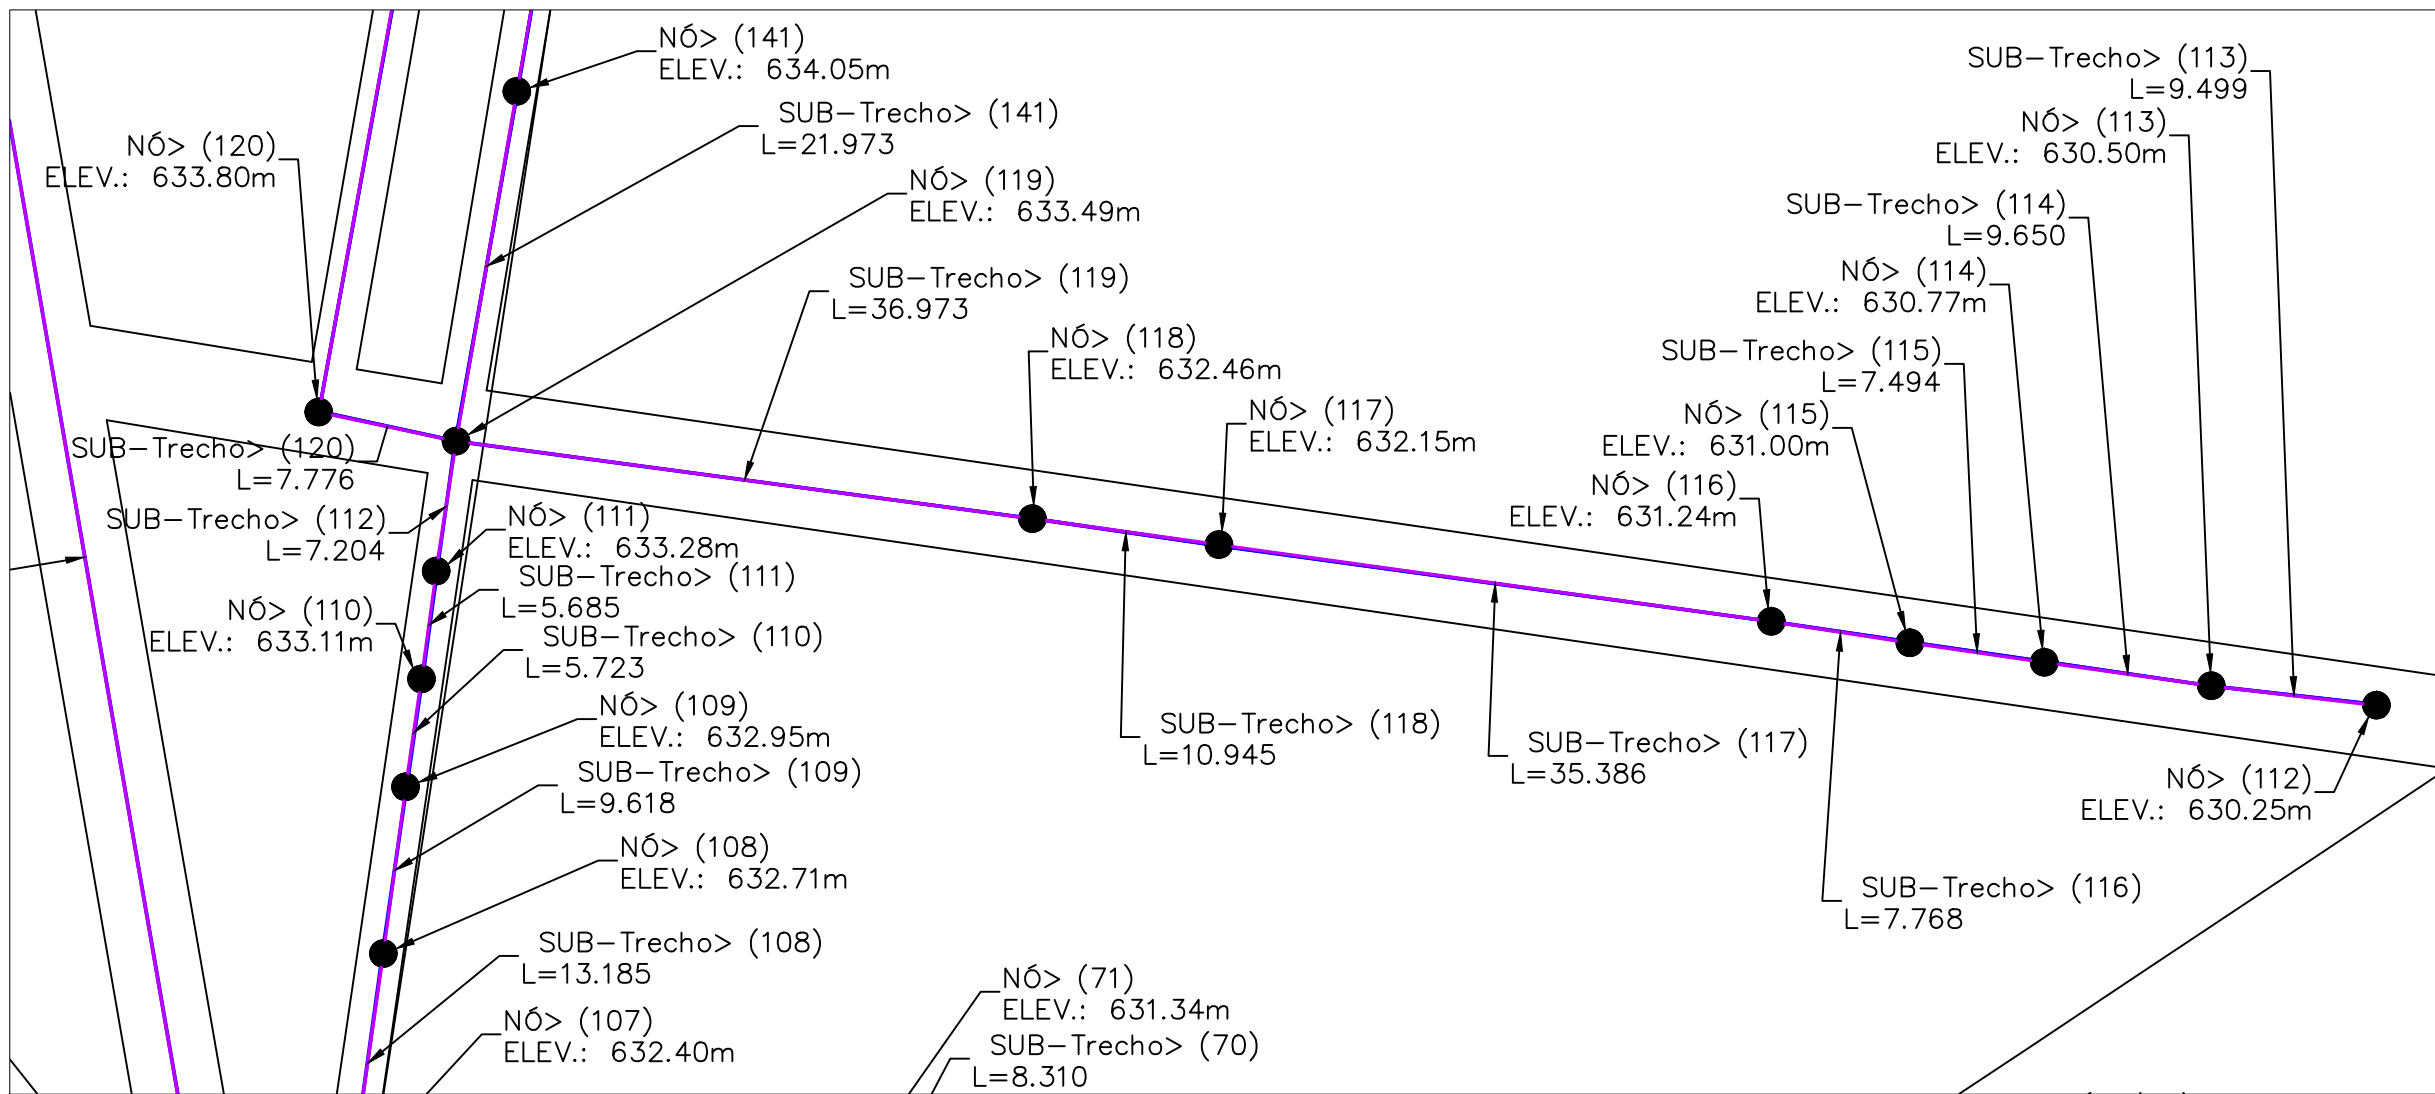 NÓ> (141)
ELEV.: 634.05m
SUB-Trecho> (141)
L=21.973
NÓ> (120)
ELEV.: 633.80m
NÓ> (119)
ELEV.: 633.49m
SUB-Trecho> (119)
L=36.973
NÓ> (118)
ELEV.: 632.46m
NÓ> (117)
ELEV.: 632.15m
SUB-Trecho> (113)
L=9.499
NÓ> (113)
ELEV.: 630.50m
SUB-Trecho> (114)
L=9.650
NÓ> (114)
ELEV.: 630.77m
SUB-Trecho> (115)
L=7.494
NÓ> (115)
ELEV.: 631.00m
NÓ> (116)
ELEV.: 631.24m
SUB-Trecho> (120)
L=7.776
SUB-Trecho> (112)
L=7.204
NÓ> (111)
ELEV.: 633.28m
SUB-Trecho> (111)
L=5.685
NÓ> (110)
ELEV.: 633.11m
SUB-Trecho> (110)
L=5.723
NÓ> (109)
ELEV.: 632.95m
SUB-Trecho> (109)
L=9.618
NÓ> (108)
ELEV.: 632.71m
SUB-Trecho> (108)
L=13.185
NÓ> (107)
ELEV.: 632.40m
SUB-Trecho> (118)
L=10.945
SUB-Trecho> (117)
L=35.386
NÓ> (112)
ELEV.: 630.25m
SUB-Trecho> (116)
L=7.768
NÓ> (71)
ELEV.: 631.34m
SUB-Trecho> (70)
L=8.310